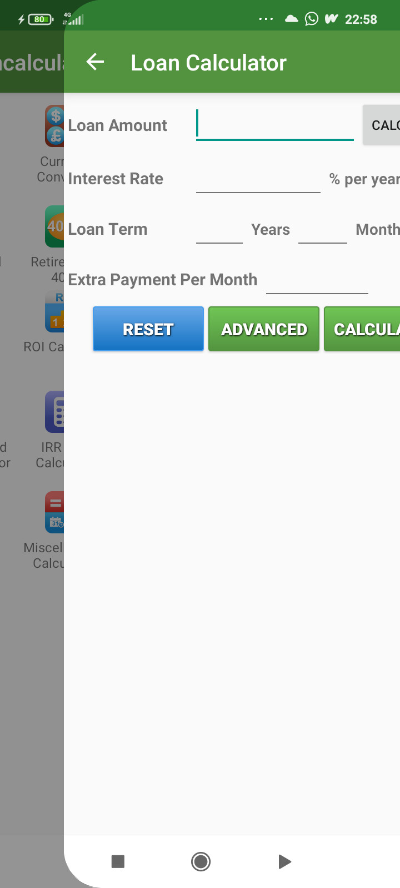 80
4G
22:58
ncalcula
Loan Calculator
Loan Amount
CALC
Curr
Conv
Interest Rate
% per year
Loan Term
Years
Month
Retire
40
Extra Payment Per Month
RESET
ADVANCED
CALCULA
ROI Ca
IRR
Calcu
d
or
Miscel
Calcu